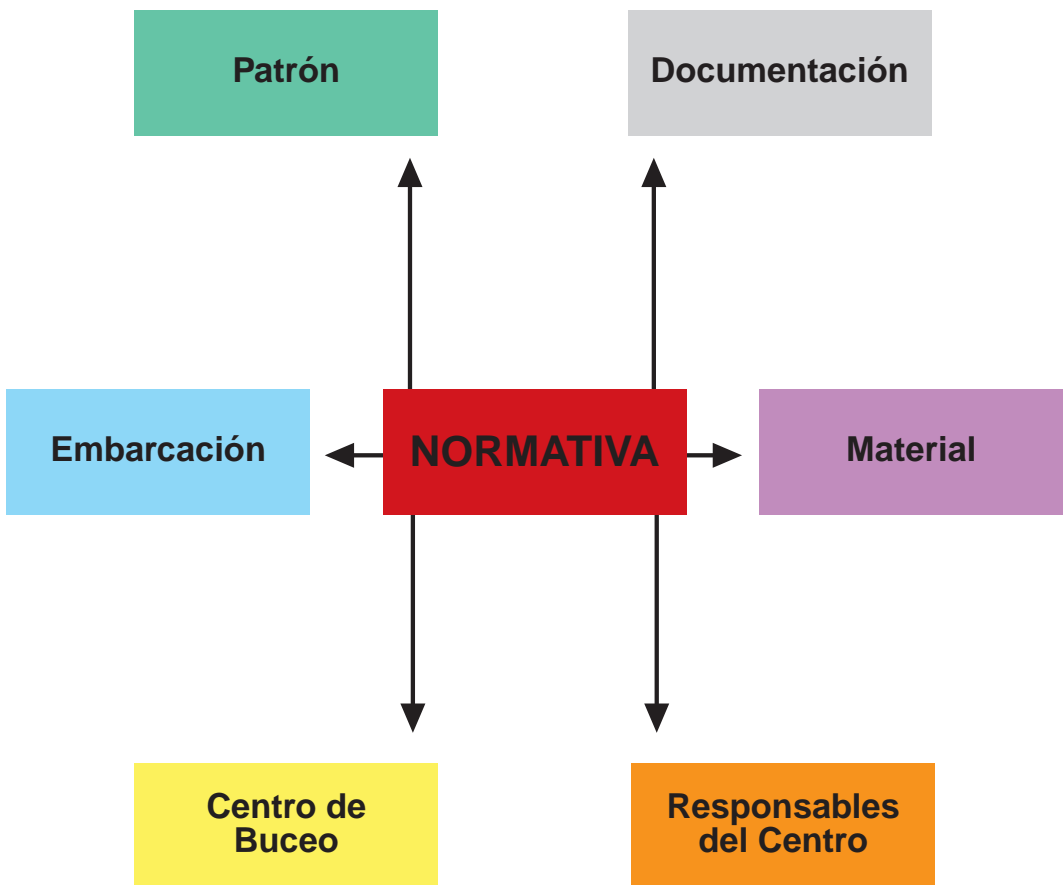 Patrón
Documentación
Embarcación
NORMATIVA
Material
Centro de
Buceo
Responsables
del Centro